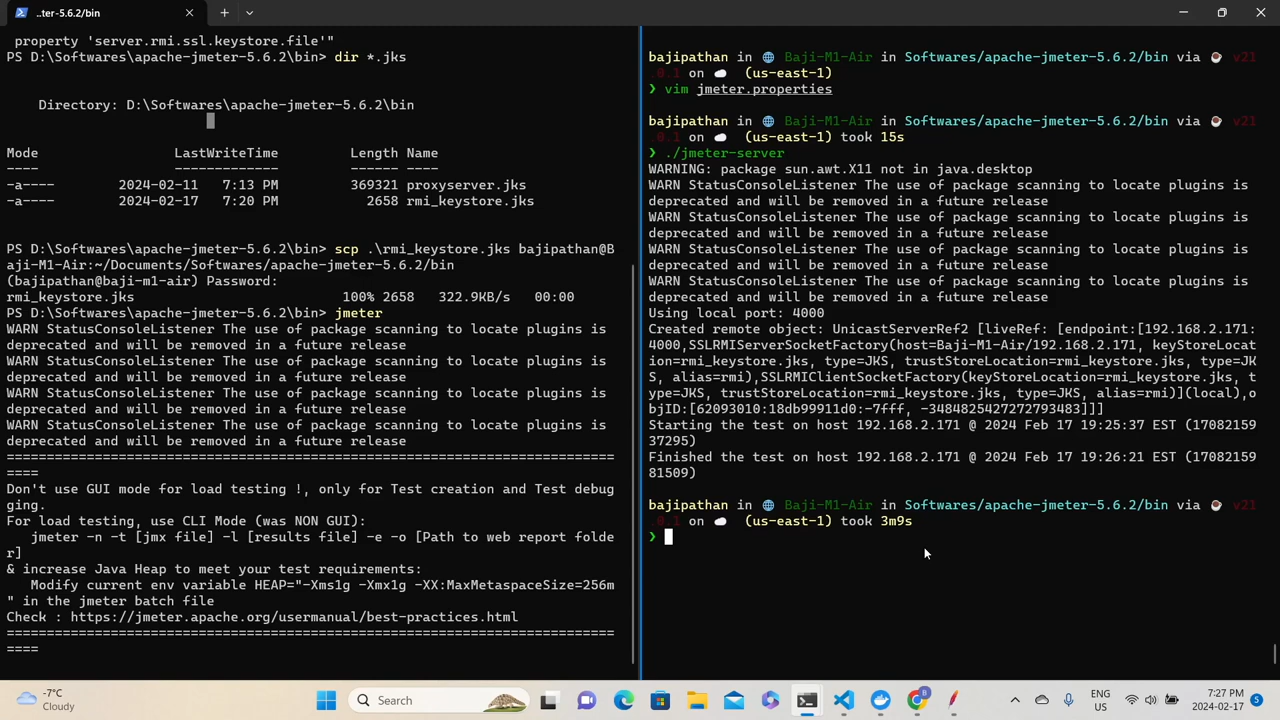 ..ter-5.6.2/bin
property 'server.rmi.ssl.keystore.file'"
PS D:\Softwares\apache-jmeter-5.6.2\bin> dir *.jks
Directory: D:\Softwares\apache-jmeter-5.6.2\bin
Mode LastWriteTime Length Name
---- ------------- ------ ----
-a---- 2024-02-11 7:13 PM 369321 proxyserver.jks
-a---- 2024-02-17 7:20 PM 2658 rmi_keystore.jks
PS D:\Softwares\apache-jmeter-5.6.2\bin> scp .\rmi_keystore.jks bajipathan@B
aji-M1-Air:~/Documents/Softwares/apache-jmeter-5.6.2/bin
(bajipathan@baji-m1-air) Password:
rmi_keystore.jks 100% 2658 322.9KB/s 00:00
PS D:\Softwares\apache-jmeter-5.6.2\bin> jmeter
WARN StatusConsoleListener The use of package scanning to locate plugins is
deprecated and will be removed in a future release
WARN StatusConsoleListener The use of package scanning to locate plugins is
deprecated and will be removed in a future release
WARN StatusConsoleListener The use of package scanning to locate plugins is
deprecated and will be removed in a future release
WARN StatusConsoleListener The use of package scanning to locate plugins is
deprecated and will be removed in a future release
============================================================================
====
Don't use GUI mode for load testing !, only for Test creation and Test debug
ging.
For load testing, use CLI Mode (was NON GUI):
jmeter -n -t [jmx file] -l [results file] -e -o [Path to web report folde
r]
& increase Java Heap to meet your test requirements:
Modify current env variable HEAP="-Xms1g -Xmx1g -XX:MaxMetaspaceSize=256m
" in the jmeter batch file
Check : https://jmeter.apache.org/usermanual/best-practices.html
============================================================================
====
bajipathan in Baji-M1-Air in Softwares/apache-jmeter-5.6.2/bin via v21
.0.1 on (us-east-1)
❯ vim jmeter.properties
bajipathan in Baji-M1-Air in Softwares/apache-jmeter-5.6.2/bin via v21
.0.1 on (us-east-1) took 15s
❯ ./jmeter-server
WARNING: package sun.awt.X11 not in java.desktop
WARN StatusConsoleListener The use of package scanning to locate plugins is
deprecated and will be removed in a future release
WARN StatusConsoleListener The use of package scanning to locate plugins is
deprecated and will be removed in a future release
WARN StatusConsoleListener The use of package scanning to locate plugins is
deprecated and will be removed in a future release
WARN StatusConsoleListener The use of package scanning to locate plugins is
deprecated and will be removed in a future release
Using local port: 4000
Created remote object: UnicastServerRef2 [liveRef: [endpoint:[192.168.2.171:
4000,SSLRMIServerSocketFactory(host=Baji-M1-Air/192.168.2.171, keyStoreLocat
ion=rmi_keystore.jks, type=JKS, trustStoreLocation=rmi_keystore.jks, type=JK
S, alias=rmi),SSLRMIClientSocketFactory(keyStoreLocation=rmi_keystore.jks, t
ype=JKS, trustStoreLocation=rmi_keystore.jks, type=JKS, alias=rmi)](local),o
bjID:[62093010:18db99911d0:-7fff, -3484825427272793483]]]
Starting the test on host 192.168.2.171 @ 2024 Feb 17 19:25:37 EST (17082159
37295)
Finished the test on host 192.168.2.171 @ 2024 Feb 17 19:26:21 EST (17082159
81509)
bajipathan in Baji-M1-Air in Softwares/apache-jmeter-5.6.2/bin via v21
.0.1 on (us-east-1) took 3m9s
❯
-7°C
Cloudy
Search
ENG
US
7:27 PM
2024-02-17